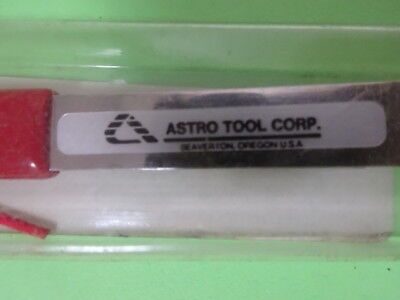 ASTRO TOOL CORP.
BEAVERTON, OREGON U.S.A.